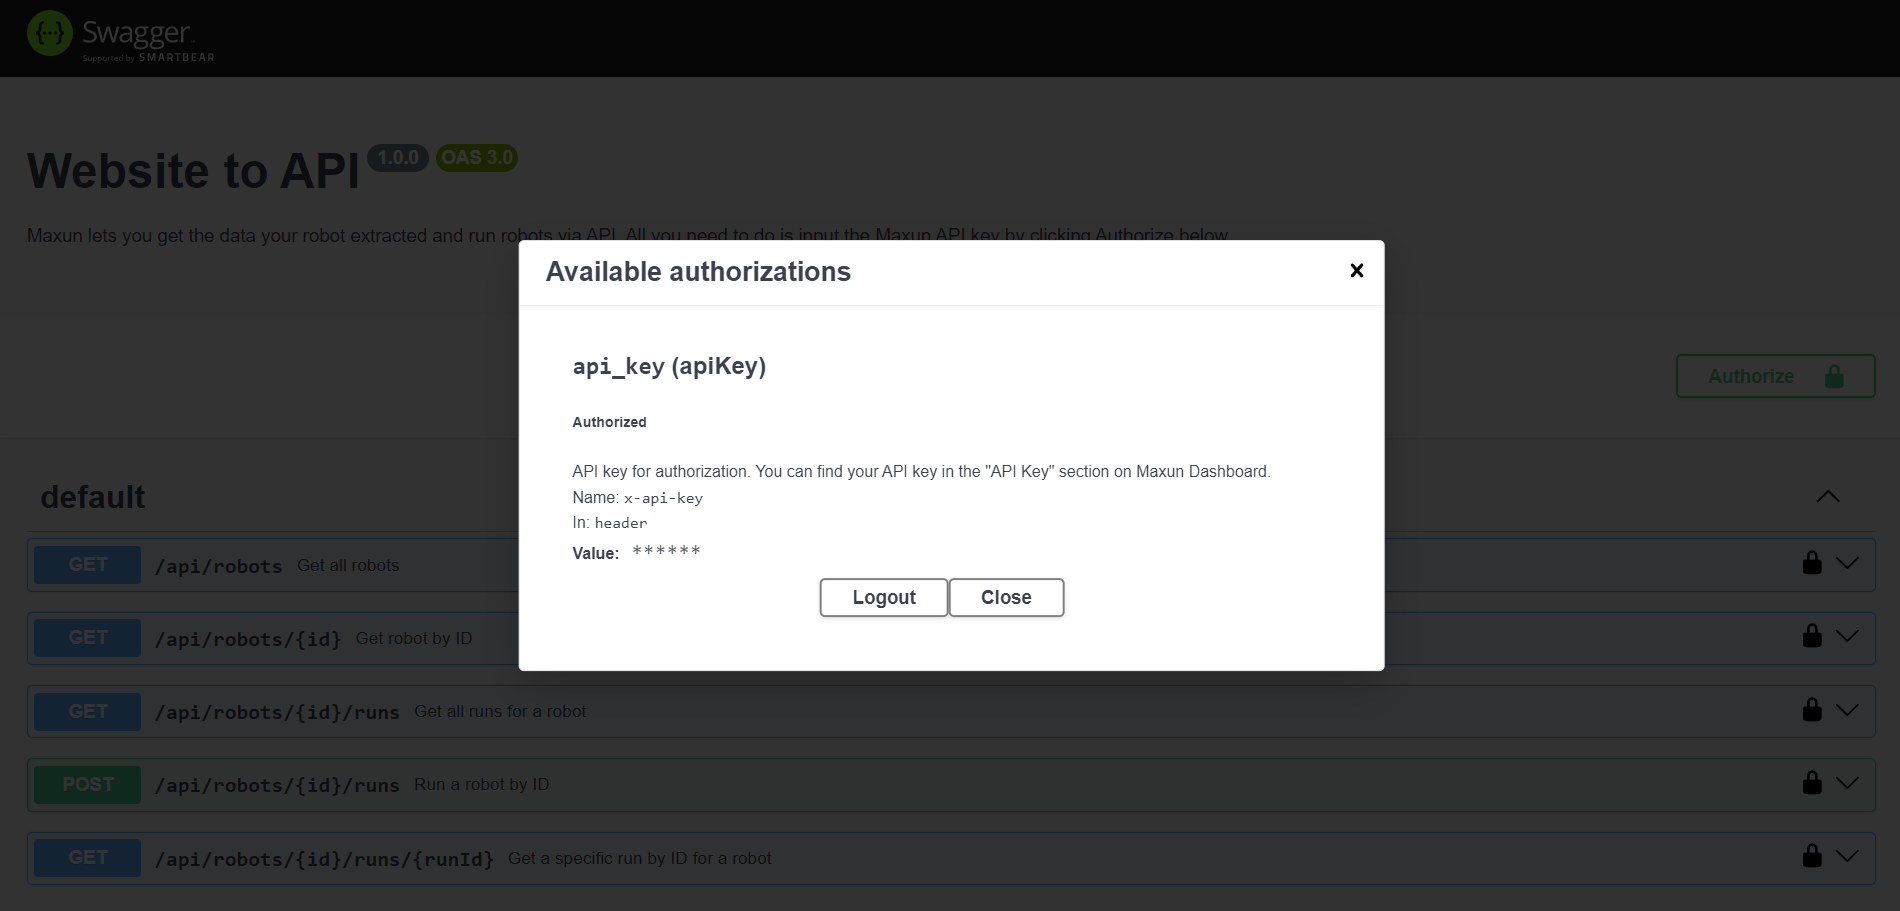 {···} Swagger
Supported by SMARTBEAR
Website to API 1.0.0 OAS 3.0
Maxun lets you get the data your robot extracted and run robots via API. All you need to do is input the Maxun API key by clicking Authorize below.
Available authorizations
api_key (apiKey)
Authorized
API key for authorization. You can find your API key in the "API Key" section on Maxun Dashboard.
Name: x-api-key
In: header
Value: ******
Logout Close
Authorize
default
GET /api/robots Get all robots
GET /api/robots/{id} Get robot by ID
GET /api/robots/{id}/runs Get all runs for a robot
POST /api/robots/{id}/runs Run a robot by ID
GET /api/robots/{id}/runs/{runId} Get a specific run by ID for a robot